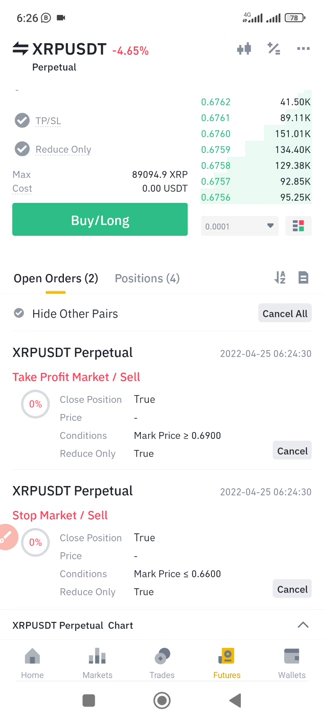 6:26
4G
78
XRPUSDT -4.65%
Perpetual
-
TP/SL
Reduce Only
Max 89094.9 XRP
Cost 0.00 USDT
Buy/Long
0.6762 41.50K
0.6761 89.11K
0.6760 151.01K
0.6759 134.40K
0.6758 129.38K
0.6757 92.85K
0.6756 95.25K
0.0001
Open Orders (2) Positions (4)
Hide Other Pairs Cancel All
XRPUSDT Perpetual 2022-04-25 06:24:30
Take Profit Market / Sell
0%
Close Position True
Price -
Conditions Mark Price ≥ 0.6900
Reduce Only True
Cancel
XRPUSDT Perpetual 2022-04-25 06:24:30
Stop Market / Sell
0%
Close Position True
Price -
Conditions Mark Price ≤ 0.6600
Reduce Only True
Cancel
XRPUSDT Perpetual Chart
Home Markets Trades Futures Wallets